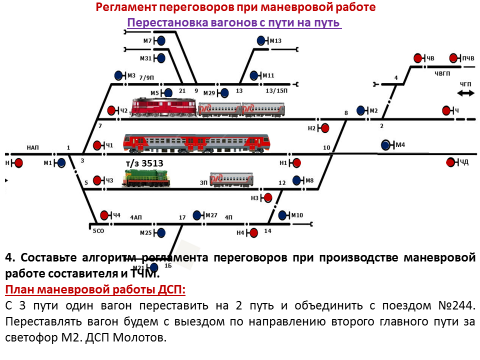 Регламент переговоров при маневровой работе
Перестановка вагонов с пути на путь
М7
М13
М31
ЧВ
ПЧВ
М3
7/9П
21
9
13
М11
13/15П
4
ЧВГП
ЧГП
М5
М29
Ч2
8
М2
Ч
7
Н2
2
НАП
Ч1
М4
1
3
10
Н
М1
т/з 3513
Н1
ЧД
5
Ч3
3П
12
М8
Н3
Ч4
4АП
17
М27
4П
М10
5СО
М25
Н4
14
16
4. Составьте алгоритм регламента переговоров при производстве маневровой
работе составителя и ТЧМ.
План маневровой работы ДСП:
С 3 пути один вагон переставить на 2 путь и объединить с поездом №244.
Переставлять вагон будем с выездом по направлению второго главного пути за
светофор М2. ДСП Молотов.